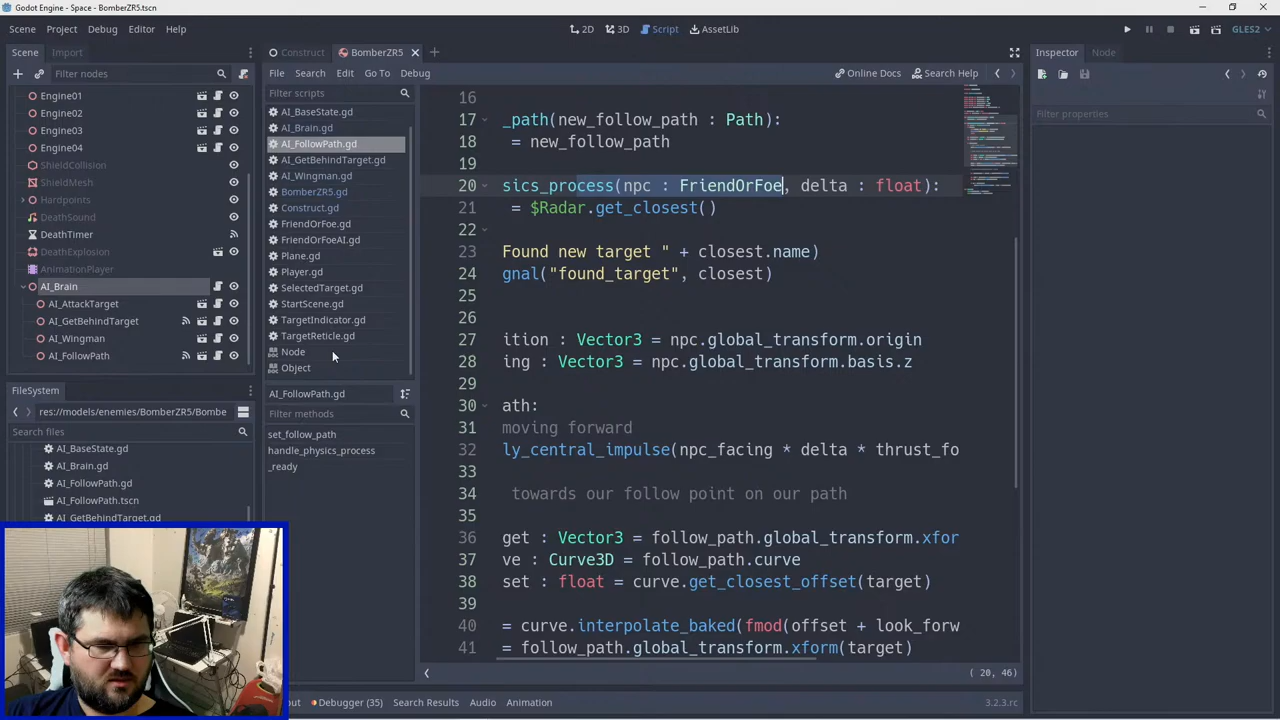 Godot Engine - Space - BomberZR5.tscn
Scene Project Debug Editor Help
2D 3D Script AssetLib
GLES2
Scene Import
Filter nodes
Engine01
Engine02
Engine03
Engine04
ShieldCollision
ShieldMesh
Hardpoints
DeathSound
DeathTimer
DeathExplosion
AnimationPlayer
AI_Brain
AI_AttackTarget
AI_GetBehindTarget
AI_Wingman
AI_FollowPath
FileSystem
res://models/enemies/BomberZR5/Bombe
Search files
AI_BaseState.gd
AI_Brain.gd
AI_FollowPath.gd
AI_FollowPath.tscn
AI_GetBehindTarget.gd
Construct BomberZR5
File Search Edit Go To Debug
Online Docs Search Help
Filter scripts
AI_BaseState.gd
AI_Brain.gd
AI_FollowPath.gd
AI_GetBehindTarget.gd
AI_Wingman.gd
BomberZR5.gd
Construct.gd
FriendOrFoe.gd
FriendOrFoeAI.gd
Plane.gd
Player.gd
SelectedTarget.gd
StartScene.gd
TargetIndicator.gd
TargetReticle.gd
Node
Object
AI_FollowPath.gd
Filter methods
set_follow_path
handle_physics_process
_ready
16
17 _path(new_follow_path : Path):
18 = new_follow_path
19
20 sics_process(npc : FriendOrFoe, delta : float):
21 = $Radar.get_closest()
22
23 Found new target " + closest.name)
24 gnal("found_target", closest)
25
26
27 ition : Vector3 = npc.global_transform.origin
28 ing : Vector3 = npc.global_transform.basis.z
29
30 ath:
31 moving forward
32 ly_central_impulse(npc_facing * delta * thrust_fo
33
34 towards our follow point on our path
35
36 get : Vector3 = follow_path.global_transform.xfor
37 ve : Curve3D = follow_path.curve
38 set : float = curve.get_closest_offset(target)
39
40 = curve.interpolate_baked(fmod(offset + look_forw
41 = follow_path.global_transform.xform(target)
( 20, 46)
Inspector Node
Filter properties
put Debugger (35) Search Results Audio Animation
3.2.3.rc